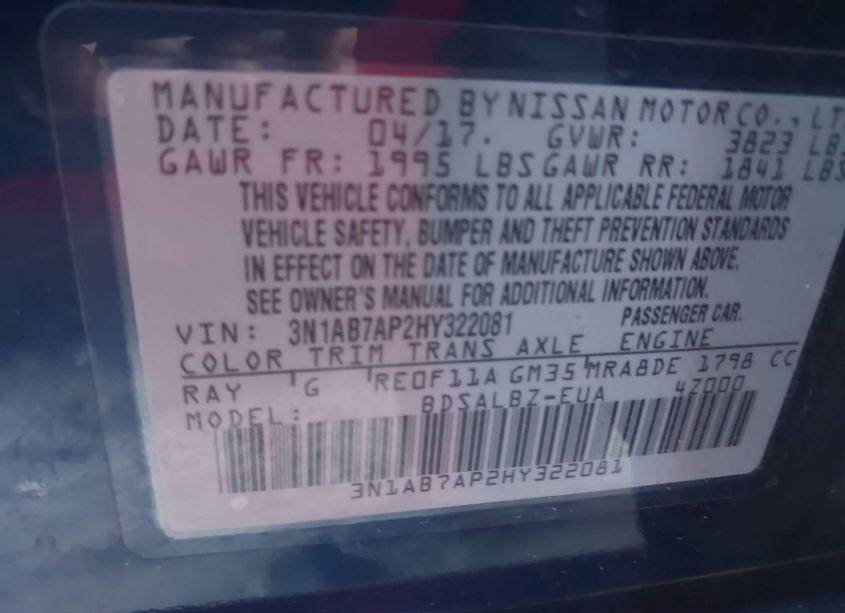 MANUFACTURED BY NISSAN MOTOR CO., LT
DATE: 04/17. GVWR: 3823 LBS
GAWR FR: 1995 LBS GAWR RR: 1841 LBS
THIS VEHICLE CONFORMS TO ALL APPLICABLE FEDERAL MOTOR
VEHICLE SAFETY, BUMPER AND THEFT PREVENTION STANDARDS
IN EFFECT ON THE DATE OF MANUFACTURE SHOWN ABOVE.
SEE OWNER'S MANUAL FOR ADDITIONAL INFORMATION.
VIN: 3N1AB7AP2HY322081 PASSENGER CAR.
COLOR TRIM TRANS AXLE ENGINE
RAY G RE0F11A GM35 MRA8DE 1798 CC
MODEL: BDSALBZ-EUA 4Z000
3N1AB7AP2HY322081